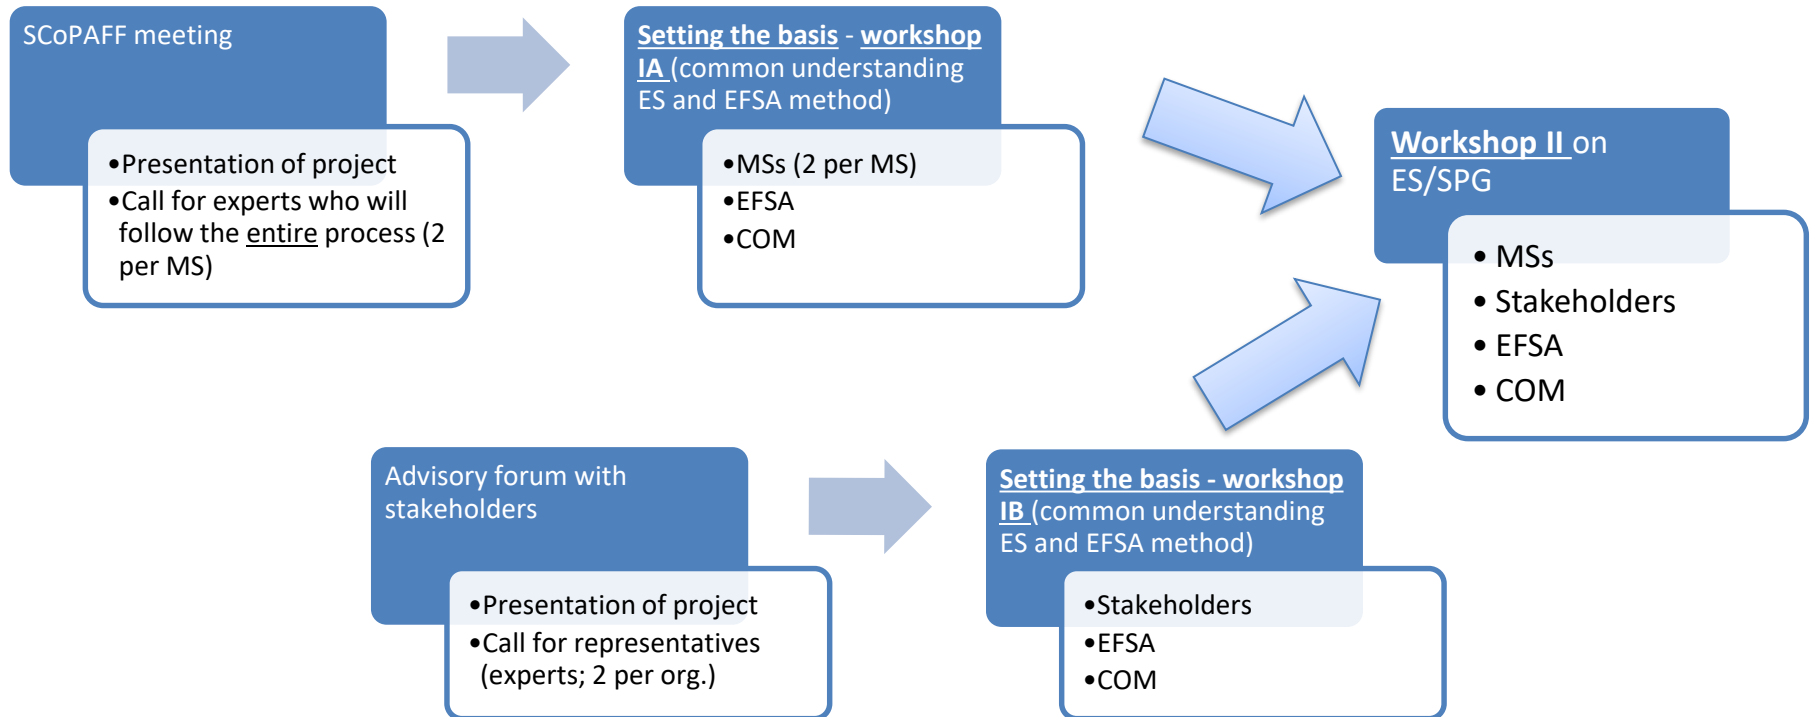 SCoPAFF meeting
•Presentation of project
•Call for experts who will
follow the entire process (2
per MS)
Setting the basis - workshop
IA (common understanding
ES and EFSA method)
•MSs (2 per MS)
•EFSA
•COM
Workshop II on
ES/SPG
• MSs
• Stakeholders
• EFSA
• COM
Advisory forum with
stakeholders
•Presentation of project
•Call for representatives
(experts; 2 per org.)
Setting the basis - workshop
IB (common understanding
ES and EFSA method)
•Stakeholders
•EFSA
•COM